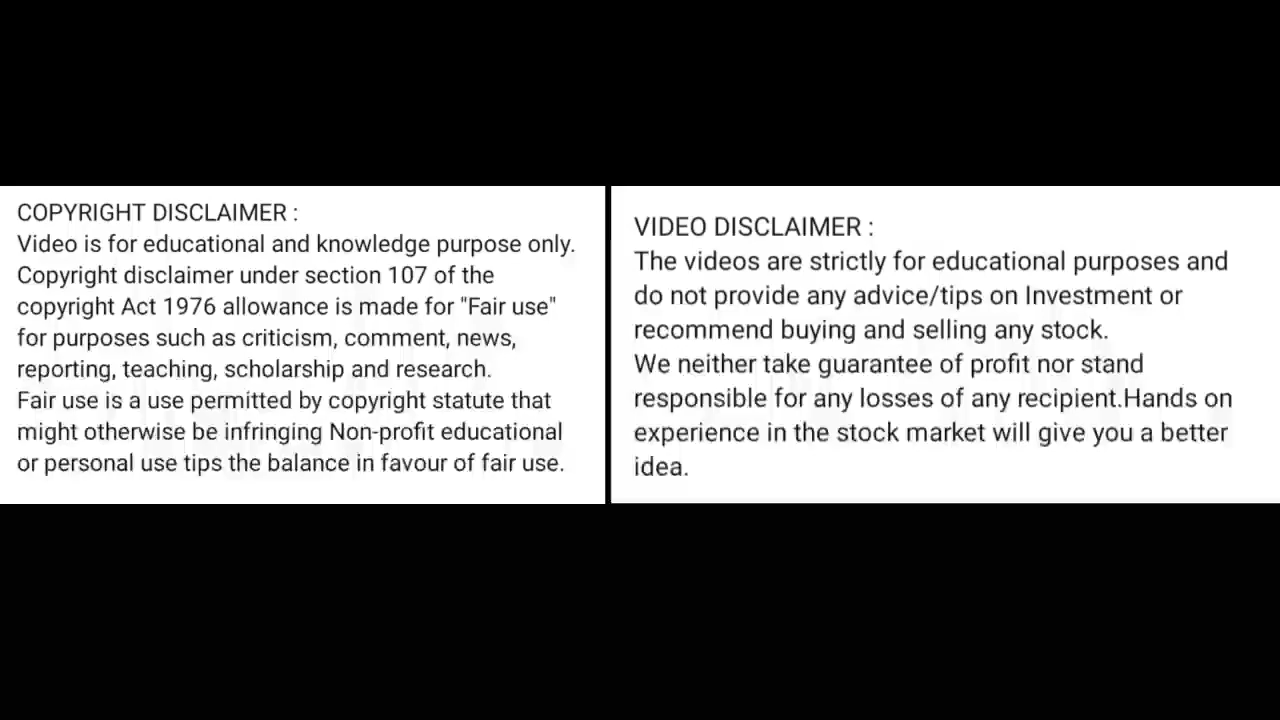 COPYRIGHT DISCLAIMER :
Video is for educational and knowledge purpose only.
Copyright disclaimer under section 107 of the
copyright Act 1976 allowance is made for "Fair use"
for purposes such as criticism, comment, news,
reporting, teaching, scholarship and research.
Fair use is a use permitted by copyright statute that
might otherwise be infringing Non-profit educational
or personal use tips the balance in favour of fair use.
VIDEO DISCLAIMER :
The videos are strictly for educational purposes and
do not provide any advice/tips on Investment or
recommend buying and selling any stock.
We neither take guarantee of profit nor stand
responsible for any losses of any recipient.Hands on
experience in the stock market will give you a better
idea.